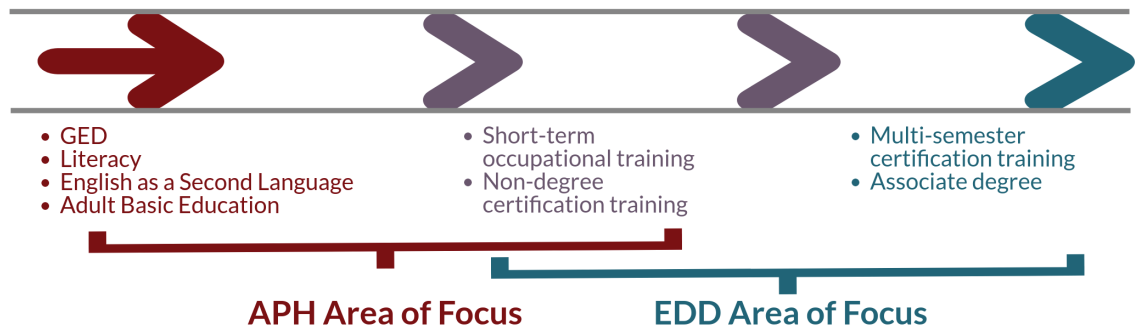 • GED
• Literacy
• English as a Second Language
• Adult Basic Education
• Short-term
occupational training
• Non-degree
certification training
• Multi-semester
certification training
• Associate degree
APH Area of Focus
EDD Area of Focus